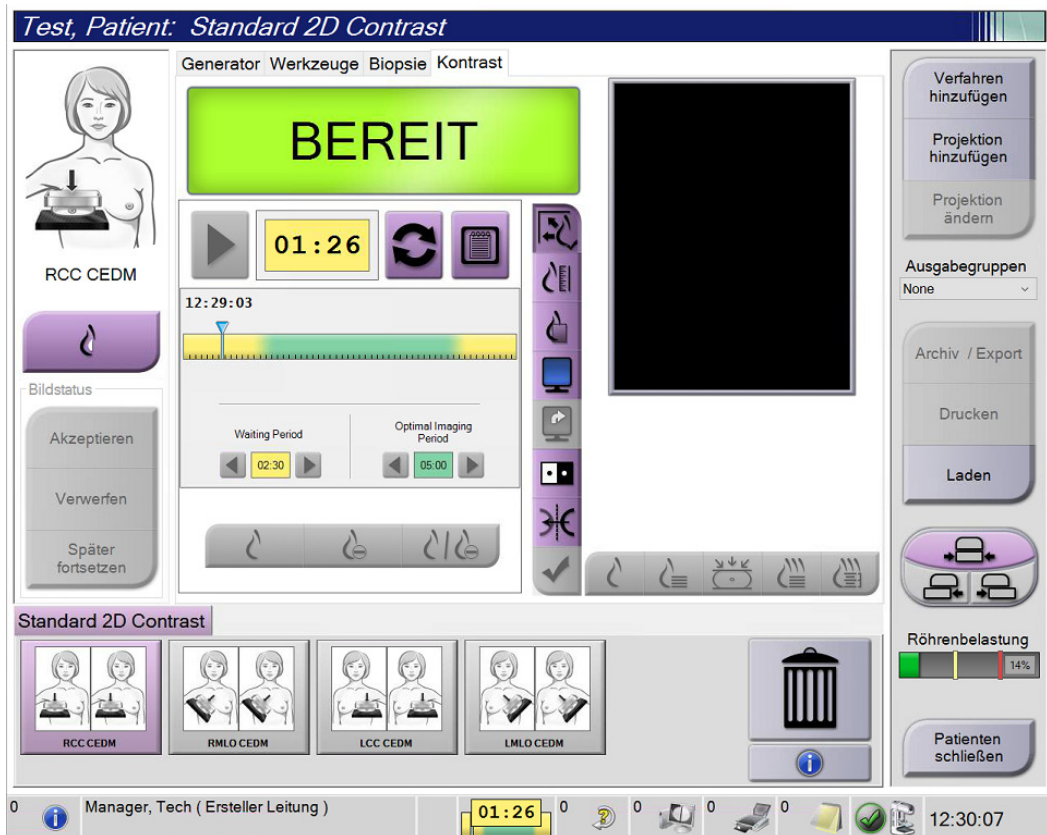 Test, Patient: Standard 2D Contrast
Generator Werkzeuge Biopsie Kontrast
BEREIT
RCC CEDM
01:26
12:29:03
Waiting Period
Optimal Imaging
Period
02:30
05:00
Bildstatus
Akzeptieren
Verwerfen
Später
fortsetzen
Verfahren
hinzufügen
Projektion
hinzufügen
Projektion
ändern
Ausgabegruppen
None
Archiv / Export
Drucken
Laden
Röhrenbelastung
14%
Patienten
schließen
Standard 2D Contrast
RCC CEDM
RMLO CEDM
LCC CEDM
LMLO CEDM
0 Manager, Tech ( Ersteller Leitung ) 01:26 0 0 0 0 12:30:07